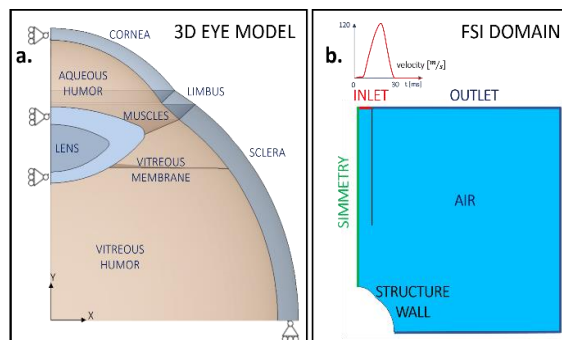 3D EYE MODEL
a.
CORNEA
AQUEOUS
HUMOR
LIMBUS
MUSCLES
LENS
SCLERA
VITREOUS
MEMBRANE
VITREOUS
HUMOR
Y
X
FSI DOMAIN
b.
120
velocity [m/s]
t [ms]
30
INLET
OUTLET
SIMMETRY
AIR
STRUCTURE
WALL